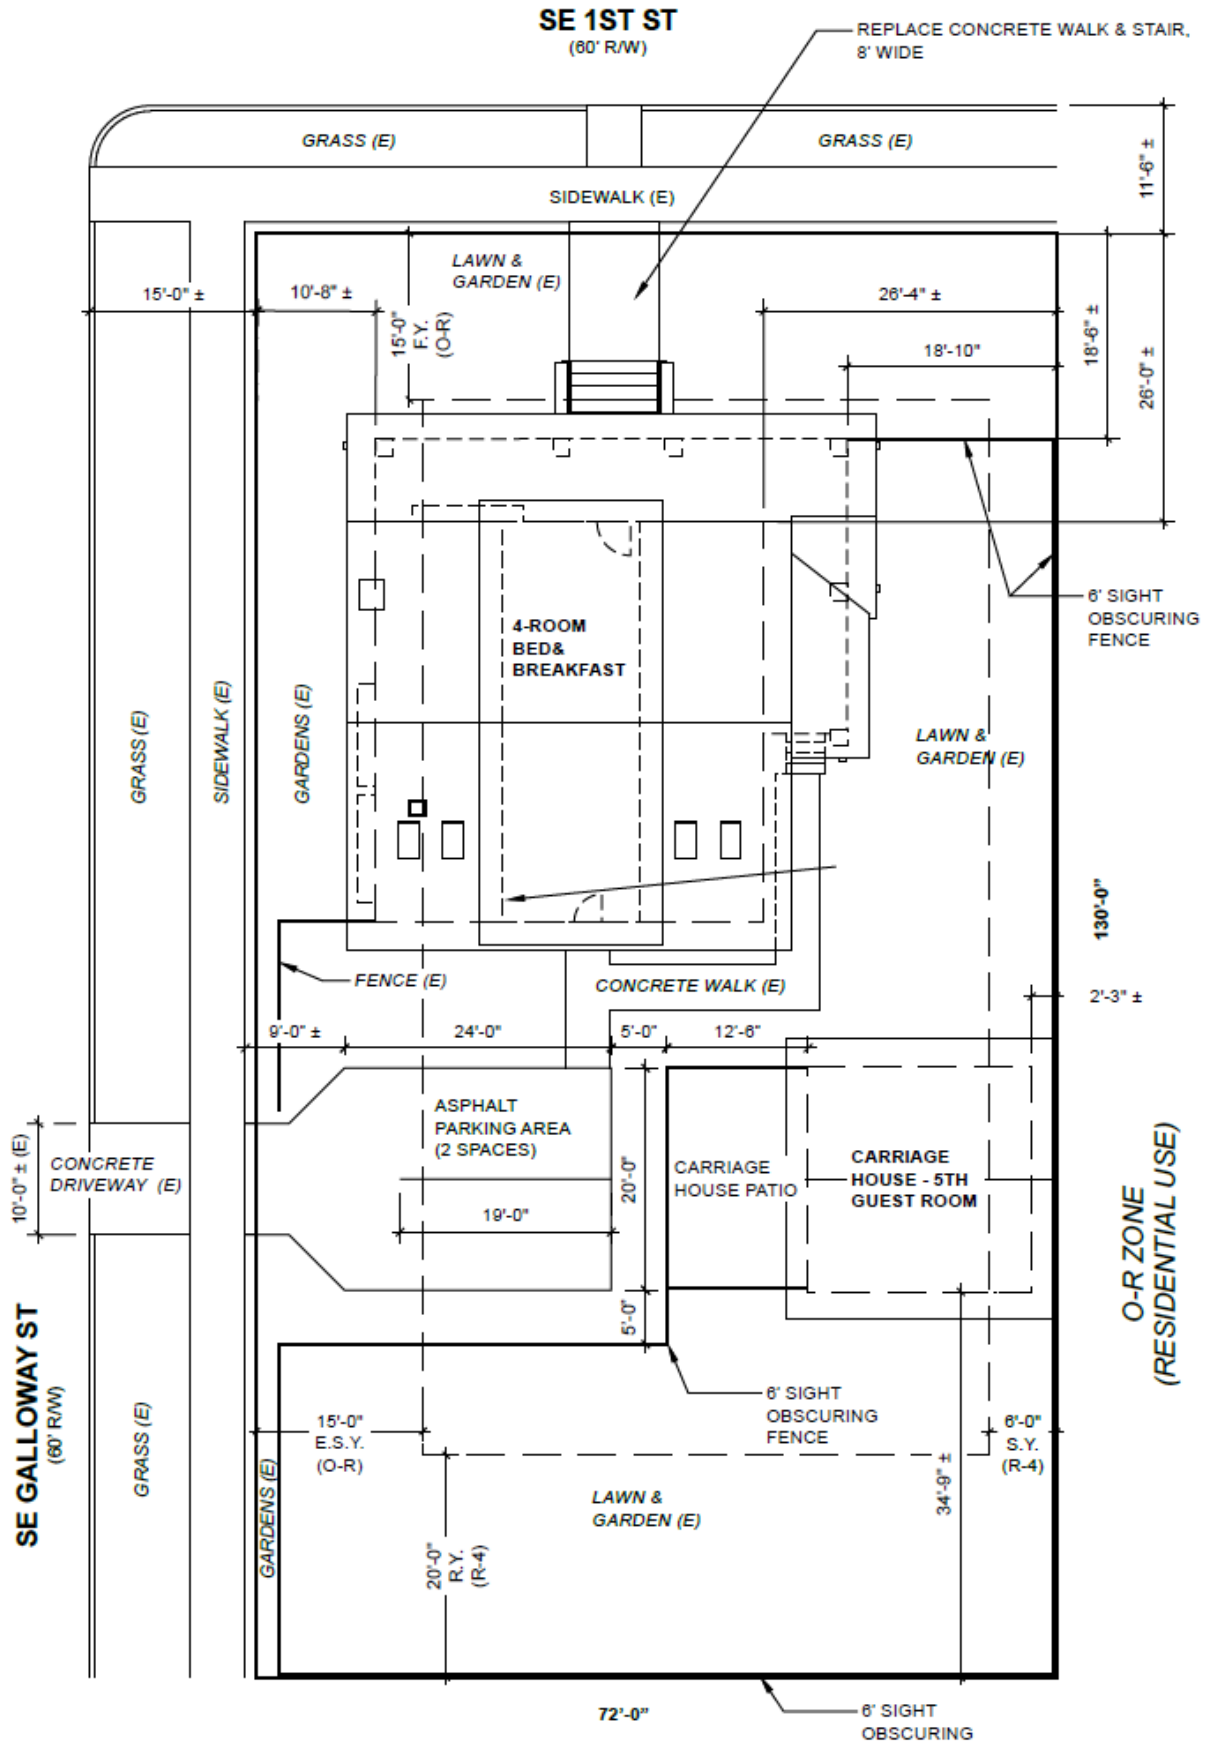 SE 1ST ST
(60' R/W)
REPLACE CONCRETE WALK & STAIR,
8' WIDE
GRASS (E)
GRASS (E)
11'-6" ±
SIDEWALK (E)
LAWN &
GARDEN (E)
15'-0" ±
10'-8" ±
26'-4" ±
15'-0"
F.Y.
(O-R)
18'-10"
18'-6" ±
26'-0" ±
6' SIGHT
OBSCURING
FENCE
4-ROOM
BED&
BREAKFAST
GRASS (E)
SIDEWALK (E)
GARDENS (E)
LAWN &
GARDEN (E)
130'-0"
FENCE (E)
CONCRETE WALK (E)
2'-3" ±
9'-0" ±
24'-0"
5'-0"
12'-6"
ASPHALT
PARKING AREA
(2 SPACES)
10'-0" ± (E)
CONCRETE
DRIVEWAY (E)
20'-0"
CARRIAGE
HOUSE PATIO
CARRIAGE
HOUSE - 5TH
GUEST ROOM
19'-0"
O-R ZONE
(RESIDENTIAL USE)
5'-0"
SE GALLOWAY ST
(60' R/W)
GRASS (E)
6' SIGHT
OBSCURING
FENCE
15'-0"
E.S.Y.
(O-R)
6'-0"
S.Y.
(R-4)
34'-9" ±
GARDENS (E)
LAWN &
GARDEN (E)
20'-0"
R.Y.
(R-4)
72'-0"
6' SIGHT
OBSCURING